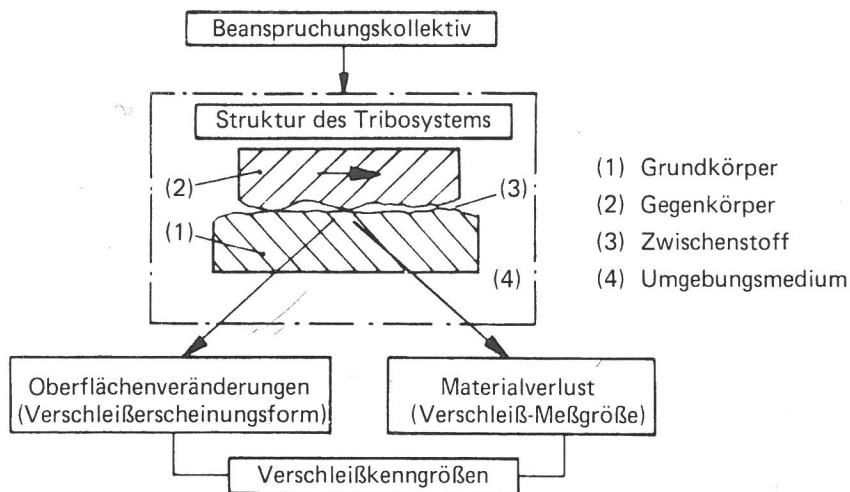 Beanspruchungskollektiv
Struktur des Tribosystems
(2)
(3)
(1)
(4)
(1) Grundkörper
(2) Gegenkörper
(3) Zwischenstoff
(4) Umgebungsmedium
Oberflächenveränderungen
(Verschleißerscheinungsform)
Materialverlust
(Verschleiß-Meßgröße)
Verschleißkenngrößen